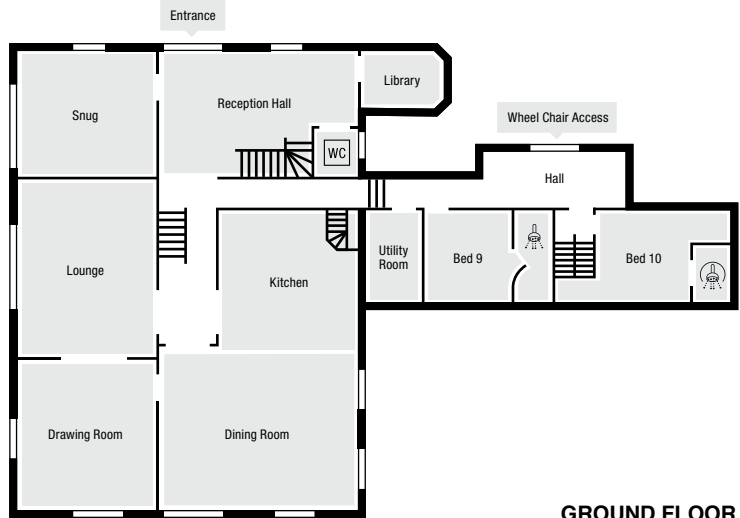 Entrance
Snug
Reception Hall
Library
WC
Wheel Chair Access
Hall
Lounge
Kitchen
Utility
Room
Bed 9
Bed 10
Drawing Room
Dining Room
GROUND FLOOR